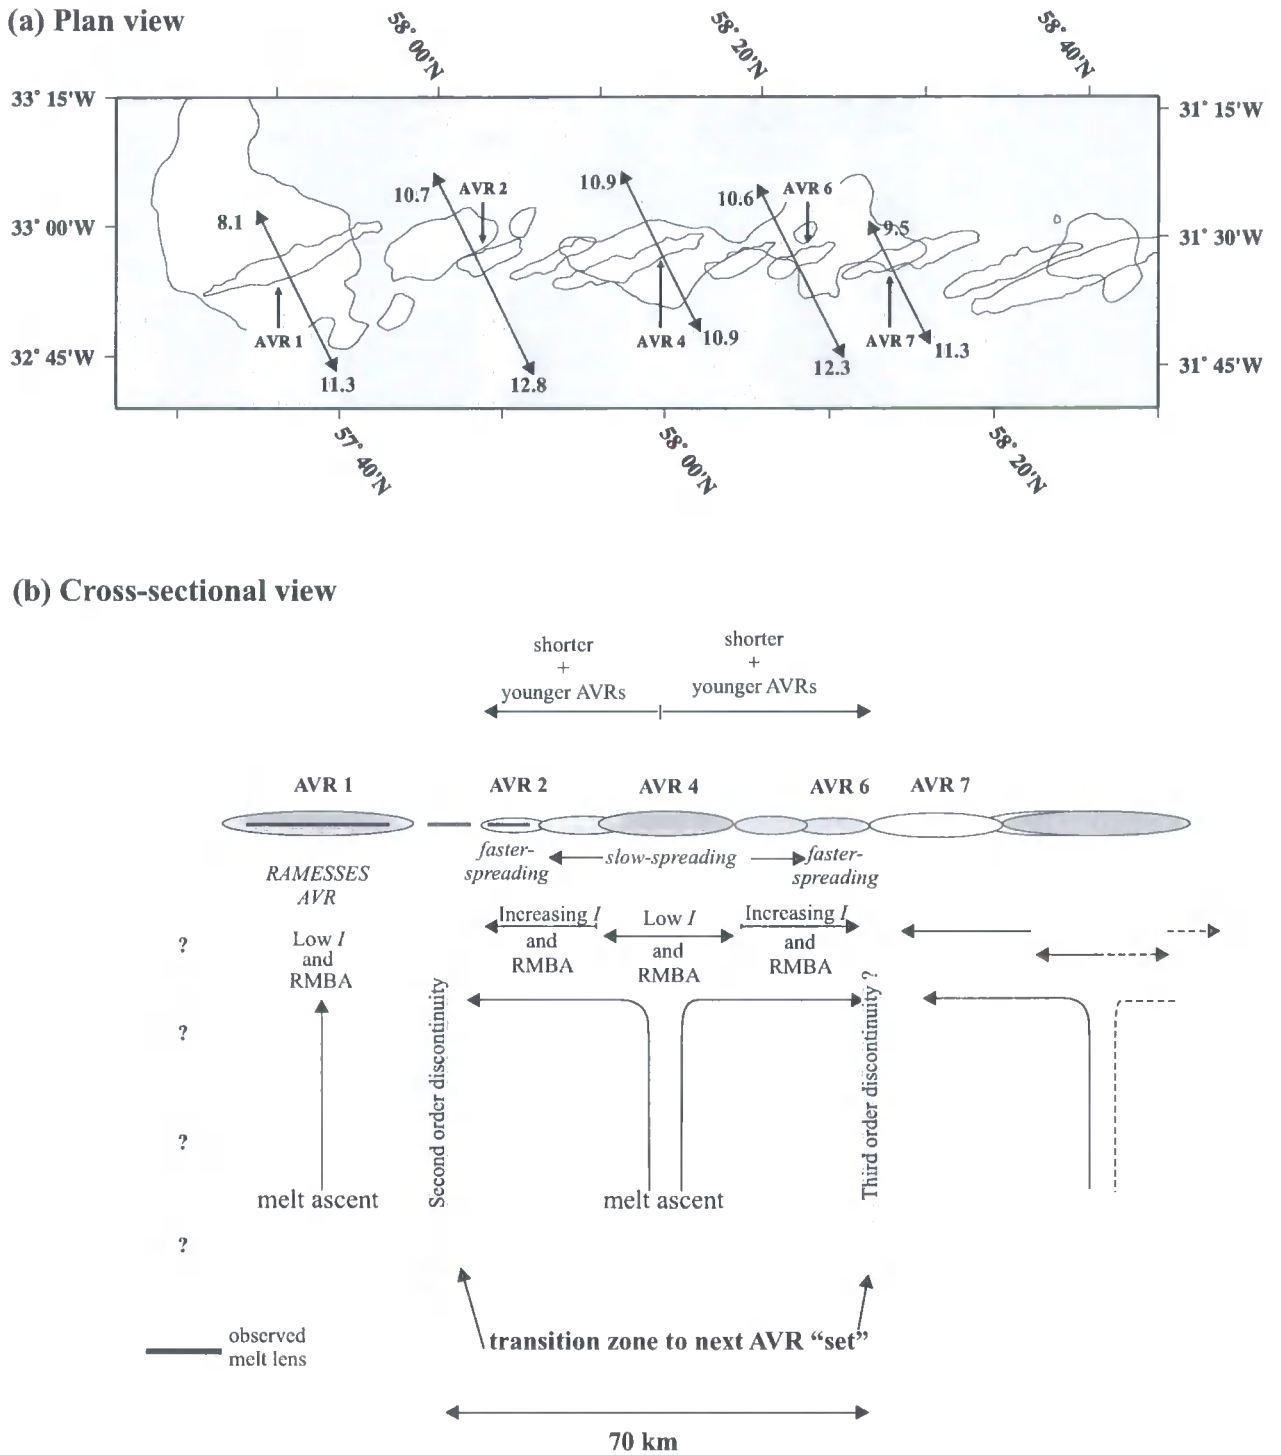 (a) Plan view
58° 00'N
58° 20'N
58° 40'N
33° 15'W
31° 15'W
10.7
AVR 2
10.9
10.6
AVR 6
8.1
9.5
33° 00'W
31° 30'W
AVR 1
AVR 4
10.9
AVR 7
11.3
32° 45'W
31° 45'W
11.3
12.8
12.3
57° 40'N
58° 00'N
58° 20'N
(b) Cross-sectional view
shorter
+
younger AVRs
shorter
+
younger AVRs
AVR 1
AVR 2
AVR 4
AVR 6
AVR 7
RAMESSES
AVR
faster-
spreading
slow-spreading
faster-
spreading
Low I
and
RMBA
Increasing I
and
RMBA
Low I
and
RMBA
Increasing I
and
RMBA
?
?
?
?
Second order discontinuity
Third order discontinuity ?
melt ascent
melt ascent
transition zone to next AVR “set”
observed
melt lens
70 km